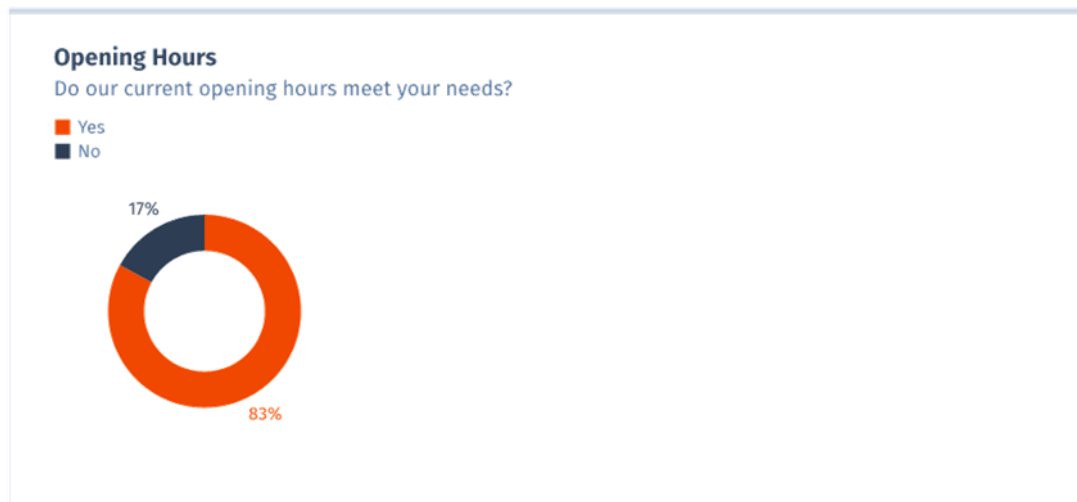 Opening Hours
Do our current opening hours meet your needs?
Yes
No
17%
83%